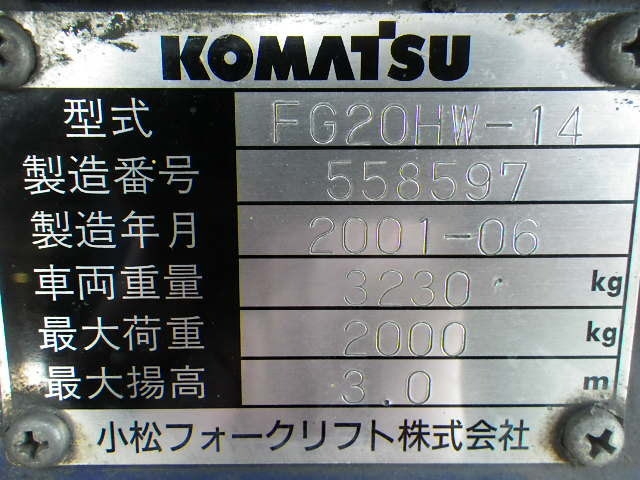 KOMATSU
型式 FG20HW-14
製造番号 558597
製造年月 2001-06
車両重量 3230 kg
最大荷重 2000 kg
最大揚高 3.0 m
小松フォークリフト株式会社